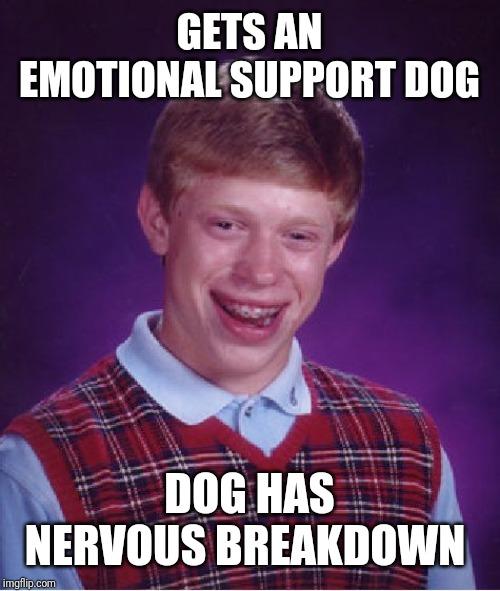 GETS AN
EMOTIONAL SUPPORT DOG
DOG HAS
NERVOUS BREAKDOWN
imgflip.com